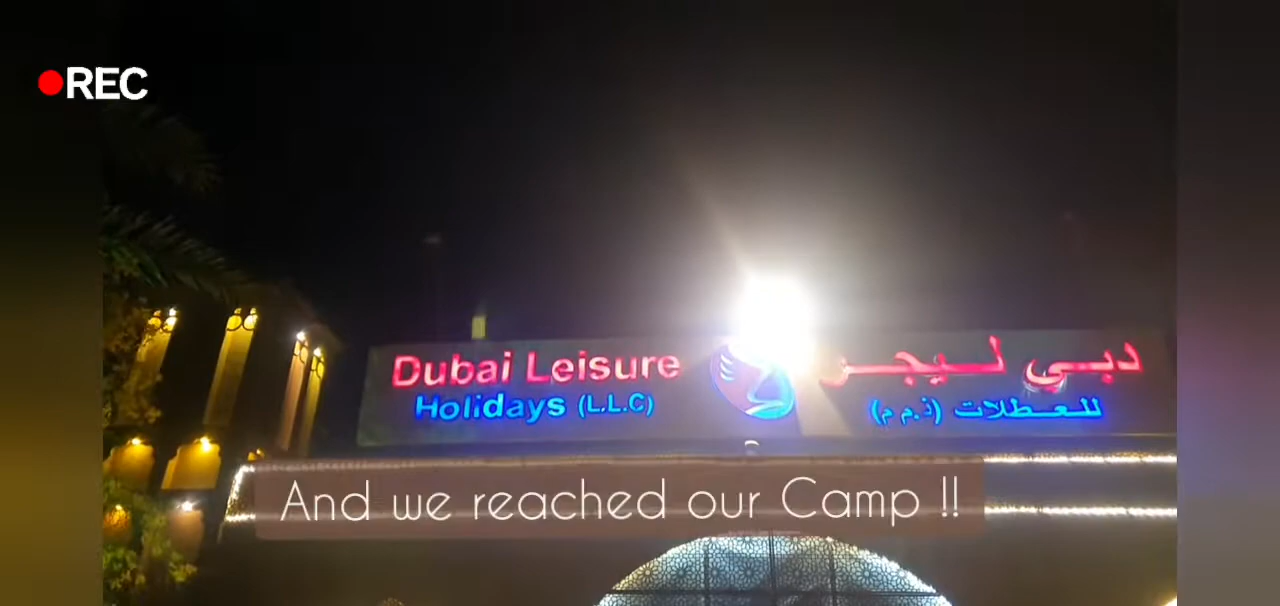 REC
Dubai Leisure
Holidays (L.L.C)
دبي ليجر
للعطلات (ذ.م.م)
And we reached our Camp !!